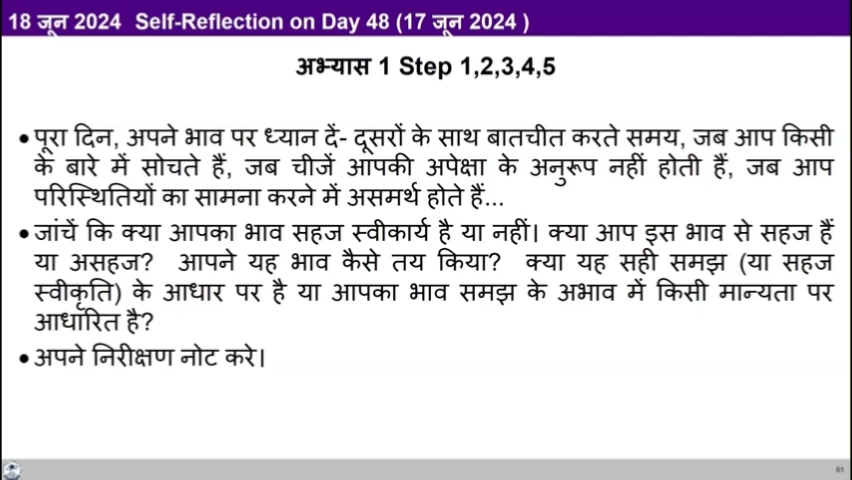 18 जून 2024 Self-Reflection on Day 48 (17 जून 2024 )
अभ्यास 1 Step 1,2,3,4,5
•पूरा दिन, अपने भाव पर ध्यान दें- दूसरों के साथ बातचीत करते समय, जब आप किसी
के बारे में सोचते हैं, जब चीजें आपकी अपेक्षा के अनुरूप नहीं होती हैं, जब आप
परिस्थितियों का सामना करने में असमर्थ होते हैं...
•जांचें कि क्या आपका भाव सहज स्वीकार्य है या नहीं। क्या आप इस भाव से सहज हैं
या असहज? आपने यह भाव कैसे तय किया? क्या यह सही समझ (या सहज
स्वीकृति) के आधार पर है या आपका भाव समझ के अभाव में किसी मान्यता पर
आधारित है?
•अपने निरीक्षण नोट करे।
61